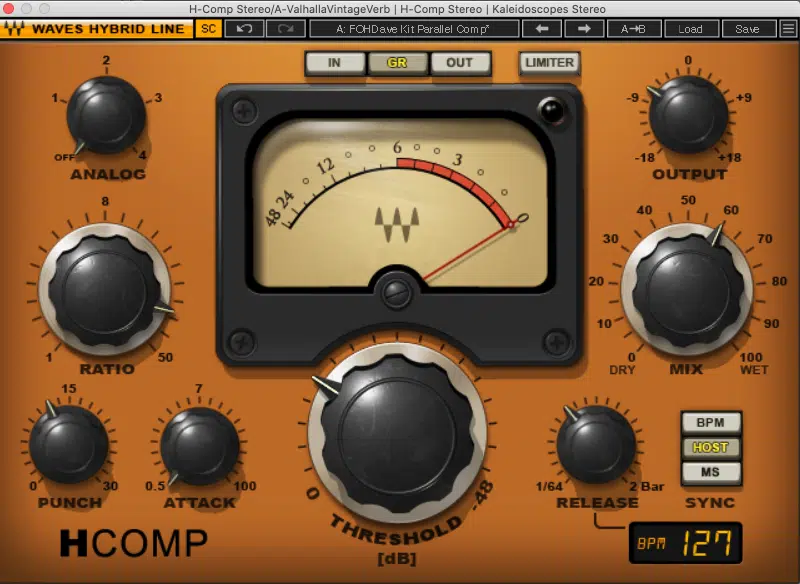 H-Comp Stereo/A-ValhallaVintageVerb | H-Comp Stereo | Kaleidoscopes Stereo
WAVES HYBRID LINE SC A: FOHDave Kit Parallel Comp* A→B Load Save
IN GR OUT LIMITER
2
1 3
OFF 4
ANALOG
0
-9 +9
-18 +18
OUTPUT
48 24 12 6 3 0
8
1 50
RATIO
50
40 60
30 70
20 80
10 90
0 100
DRY MIX WET
15
0 30
PUNCH
7
0.5 100
ATTACK
0 -48
THRESHOLD
[dB]
1/64 2 Bar
RELEASE
BPM
HOST
MS
SYNC
BPM 127
HCOMP